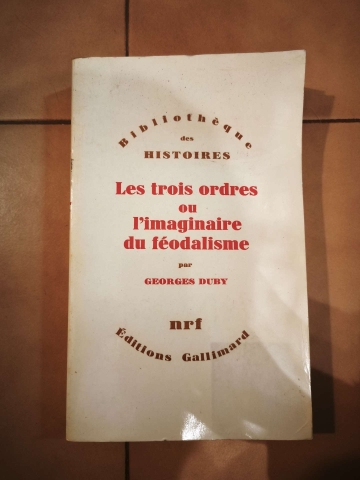 Bibliothèque
des
HISTOIRES
Les trois ordres
ou
l'imaginaire
du féodalisme
par
GEORGES DUBY
nrf
Éditions Gallimard